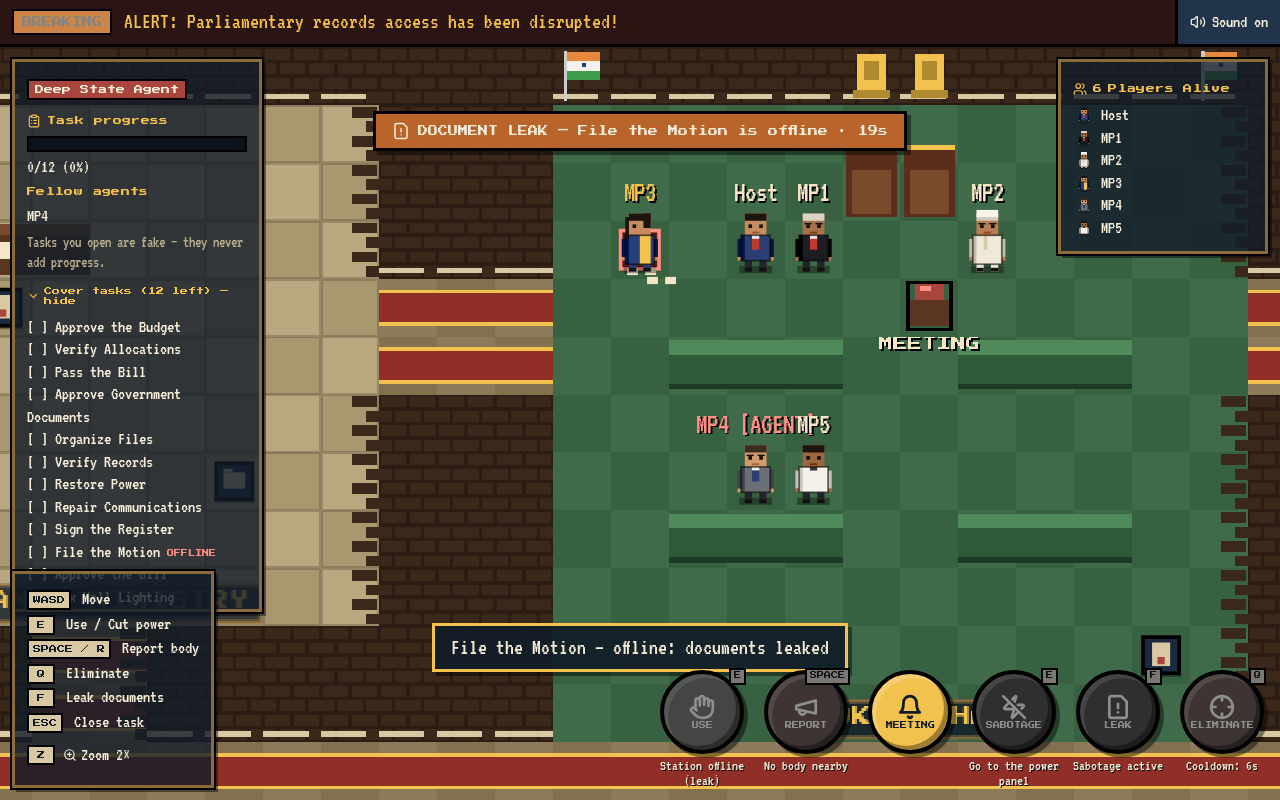 BREAKING
ALERT: Parliamentary records access has been disrupted!
Sound on
Deep State Agent
Task progress
0/12 (0%)
Fellow agents
MP4
Tasks you open are fake – they never
add progress.
Cover tasks (12 left) –
hide
[ ] Approve the Budget
[ ] Verify Allocations
[ ] Pass the Bill
[ ] Approve Government
Documents
[ ] Organize Files
[ ] Verify Records
[ ] Restore Power
[ ] Repair Communications
[ ] Sign the Register
[ ] File the Motion OFFLINE
[ ] Approve the Bill
Lighting
WASD Move
E Use / Cut power
SPACE / R Report body
Q Eliminate
F Leak documents
ESC Close task
Z Zoom 2X
DOCUMENT LEAK — File the Motion is offline · 19s
6 Players Alive
Host
MP1
MP2
MP3
MP4
MP5
MP3
Host
MP1
MP2
MEETING
MP4 [AGENT]
MP5
File the Motion – offline: documents leaked
E
USE
Station offline
(leak)
SPACE
REPORT
No body nearby
MEETING
E
SABOTAGE
Go to the power
panel
F
LEAK
Sabotage active
Q
ELIMINATE
Cooldown: 6s